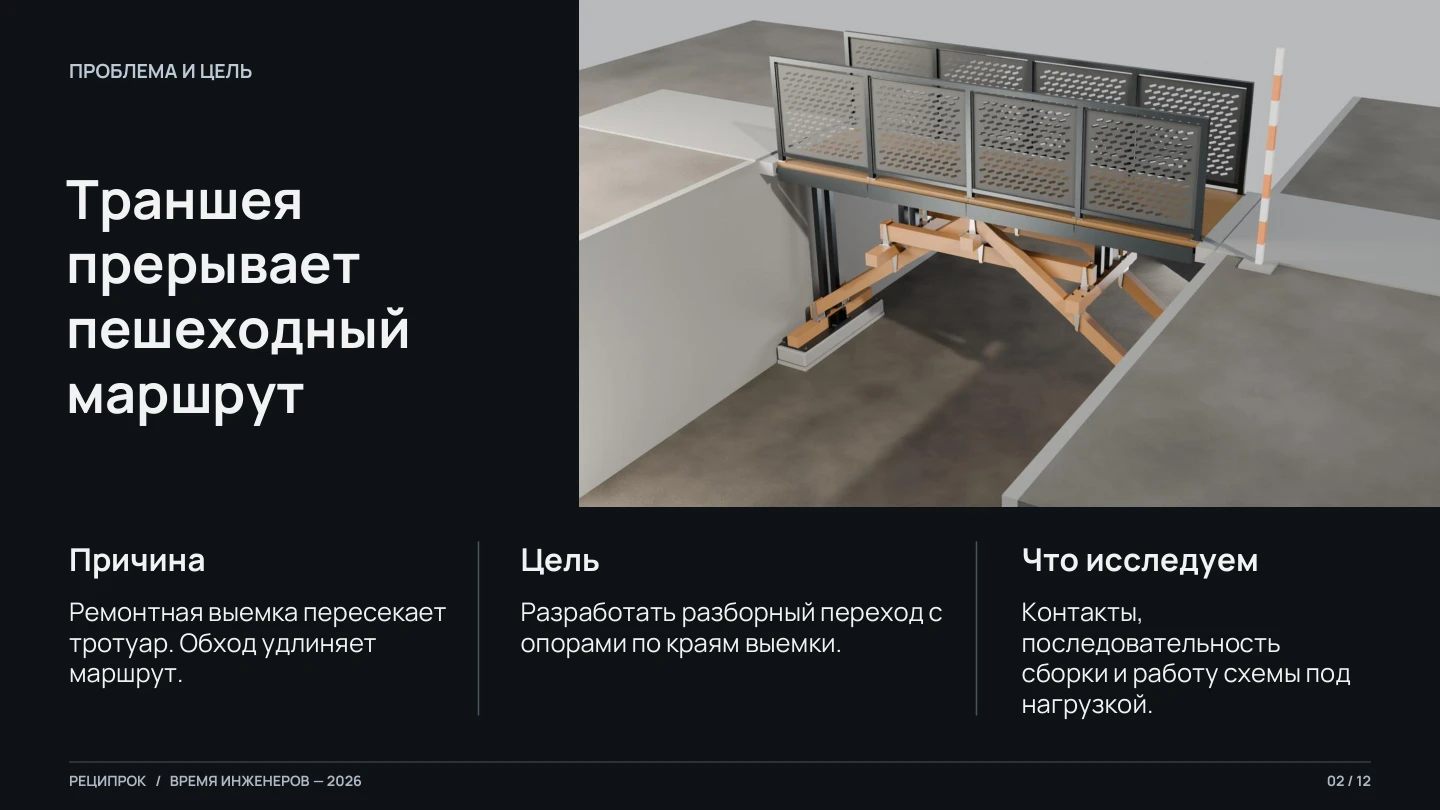 ПРОБЛЕМА И ЦЕЛЬ
Траншея
прерывает
пешеходный
маршрут
Причина
Ремонтная выемка пересекает
тротуар. Обход удлиняет
маршрут.
Цель
Разработать разборный переход с
опорами по краям выемки.
Что исследуем
Контакты,
последовательность
сборки и работу схемы под
нагрузкой.
РЕЦИПРОК / ВРЕМЯ ИНЖЕНЕРОВ — 2026
02 / 12